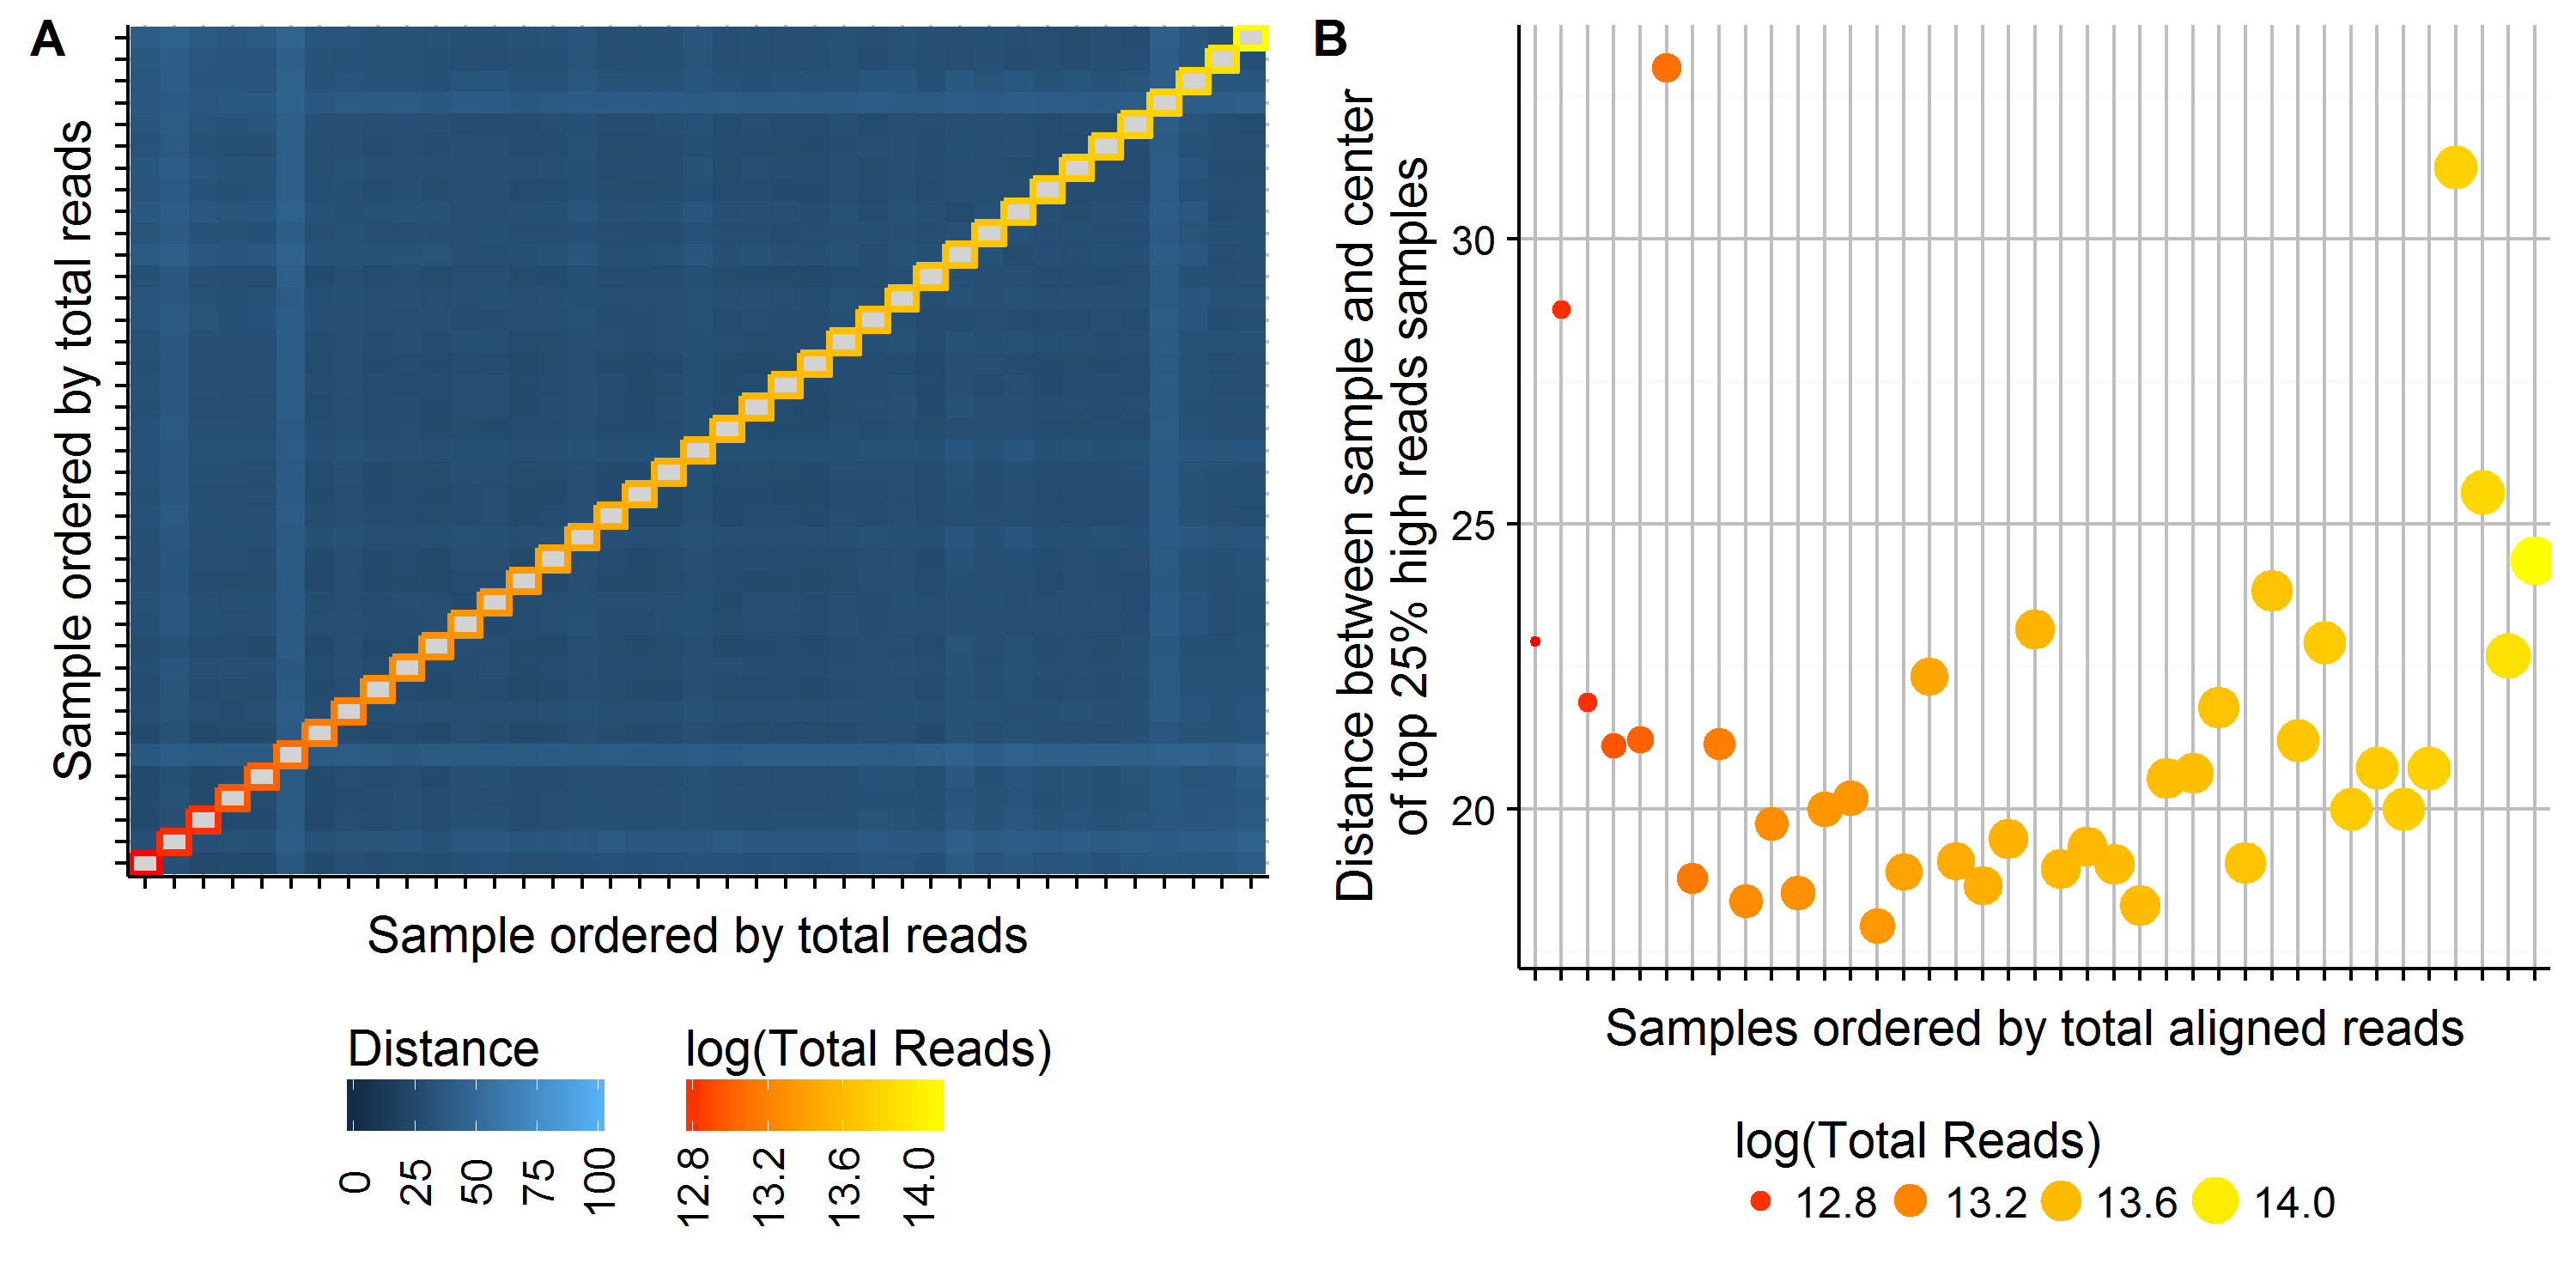 A
Sample ordered by total reads
Sample ordered by total reads
Distance
0 25 50 75 100
log(Total Reads)
12.8 13.2 13.6 14.0
B
Distance between sample and center
of top 25% high reads samples
30
25
20
Samples ordered by total aligned reads
log(Total Reads)
12.8 13.2 13.6 14.0